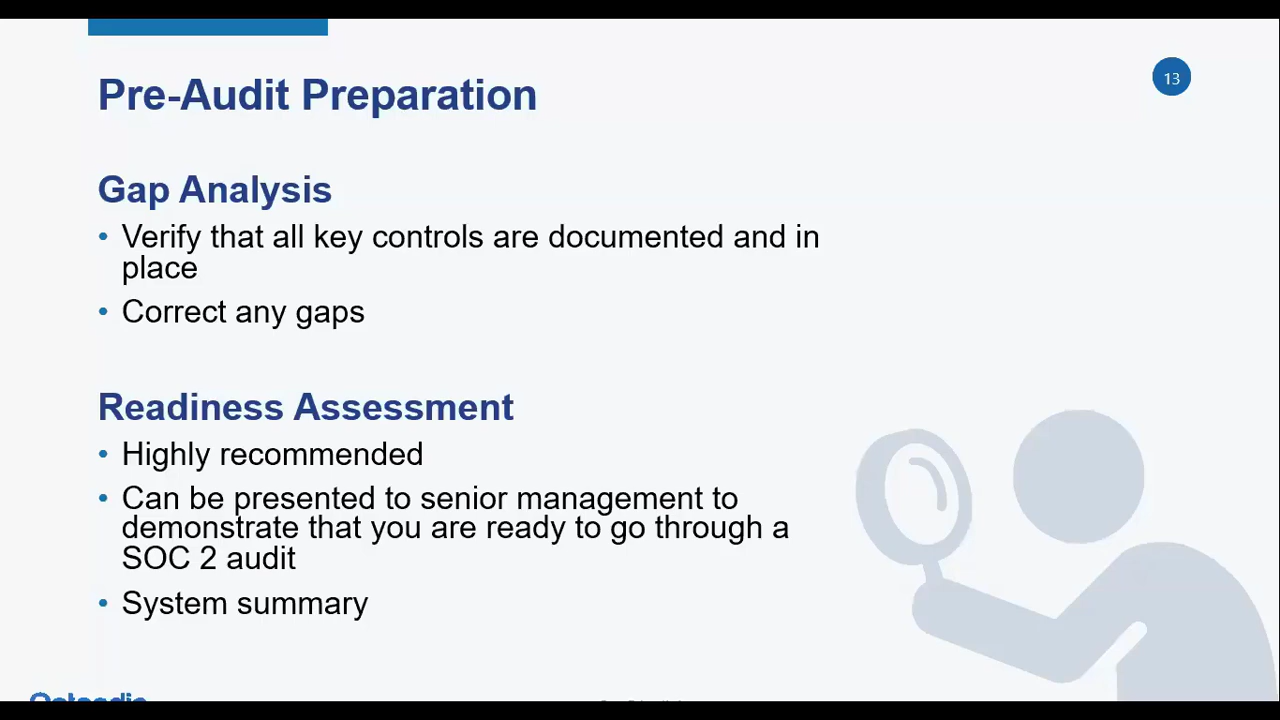 13
Pre-Audit Preparation
Gap Analysis
• Verify that all key controls are documented and in
place
• Correct any gaps
Readiness Assessment
• Highly recommended
• Can be presented to senior management to
demonstrate that you are ready to go through a
SOC 2 audit
• System summary